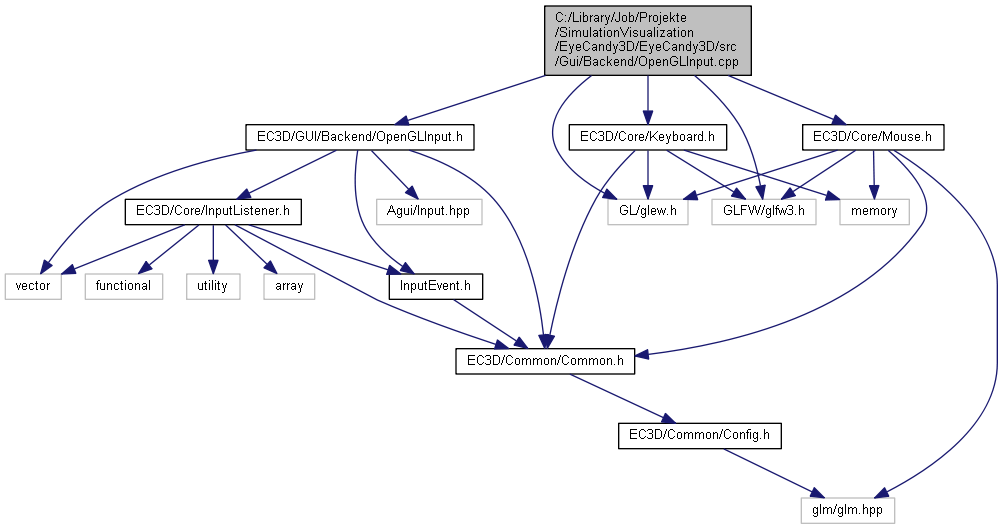 C:/Library/Job/Projekte
/SimulationVisualization
/EyeCandy3D/EyeCandy3D/src
/Gui/Backend/OpenGLInput.cpp
EC3D/GUI/Backend/OpenGLInput.h
EC3D/Core/Keyboard.h
EC3D/Core/Mouse.h
EC3D/Core/InputListener.h
Agui/Input.hpp
GL/glew.h
GLFW/glfw3.h
memory
vector
functional
utility
array
InputEvent.h
EC3D/Common/Common.h
EC3D/Common/Config.h
glm/glm.hpp